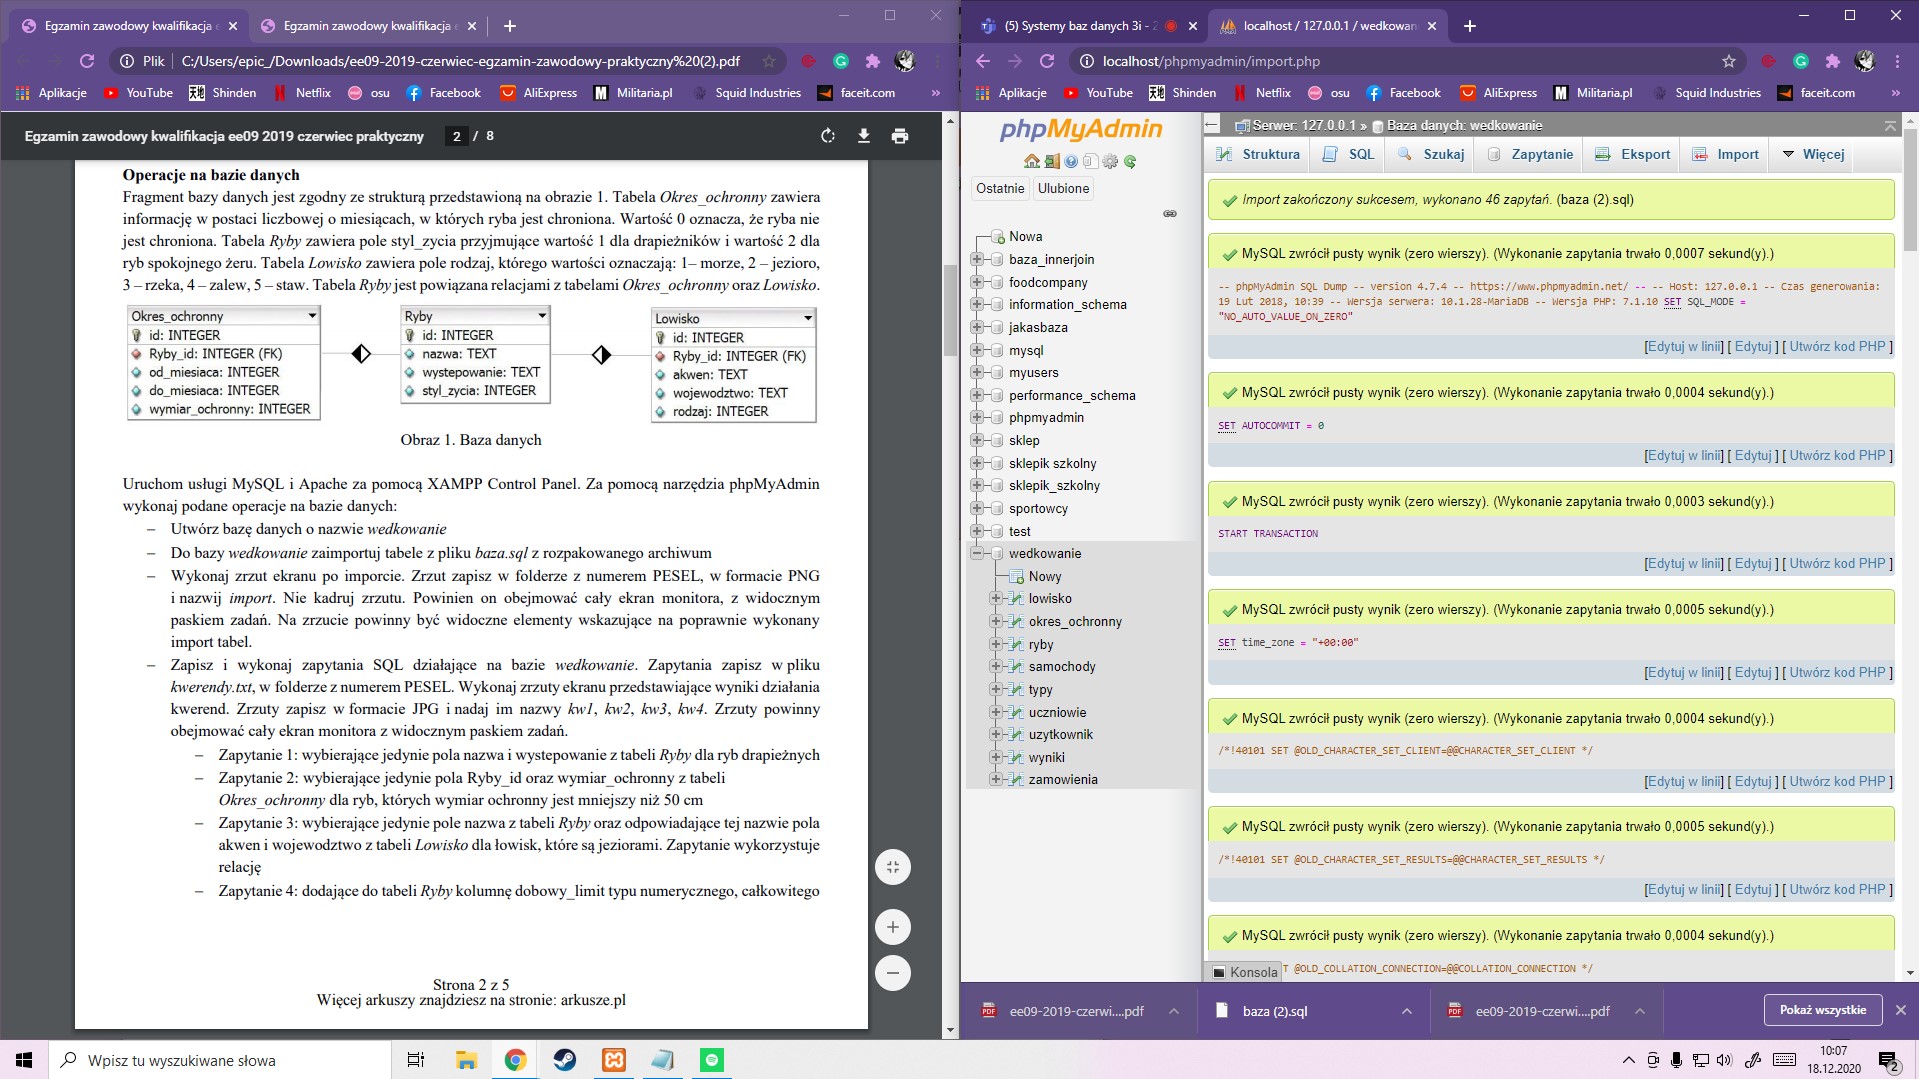 Egzamin zawodowy kwalifikacja
Egzamin zawodowy kwalifikacja e
Plik
C:/Users/epic_/Downloads/ee09-2019-czerwiec-egzamin-zawodowy-praktyczny%20(2).pdf
Aplikacje
YouTube
Shinden
Netflix
osu
Facebook
AliExpress
Militaria.pl
Squid Industries
faceit.com
»
Egzamin zawodowy kwalifikacja ee09 2019 czerwiec praktyczny
2 / 8
Operacje na bazie danych
Fragment bazy danych jest zgodny ze strukturą przedstawioną na obrazie 1. Tabela Okres_ochronny zawiera
informację w postaci liczbowej o miesiącach, w których ryba jest chroniona. Wartość 0 oznacza, że ryba nie
jest chroniona. Tabela Ryby zawiera pole styl_zycia przyjmujące wartość 1 dla drapieżników i wartość 2 dla
ryb spokojnego żeru. Tabela Lowisko zawiera pole rodzaj, którego wartości oznaczają: 1– morze, 2 – jezioro,
3 – rzeka, 4 – zalew, 5 – staw. Tabela Ryby jest powiązana relacjami z tabelami Okres_ochronny oraz Lowisko.
Okres_ochronny
id: INTEGER
Ryby_id: INTEGER (FK)
od_miesiaca: INTEGER
do_miesiaca: INTEGER
wymiar_ochronny: INTEGER
Ryby
id: INTEGER
nazwa: TEXT
wystepowanie: TEXT
styl_zycia: INTEGER
Lowisko
id: INTEGER
Ryby_id: INTEGER (FK)
akwen: TEXT
wojewodztwo: TEXT
rodzaj: INTEGER
Obraz 1. Baza danych
Uruchom usługi MySQL i Apache za pomocą XAMPP Control Panel. Za pomocą narzędzia phpMyAdmin
wykonaj podane operacje na bazie danych:
– Utwórz bazę danych o nazwie wedkowanie
– Do bazy wedkowanie zaimportuj tabele z pliku baza.sql z rozpakowanego archiwum
– Wykonaj zrzut ekranu po imporcie. Zrzut zapisz w folderze z numerem PESEL, w formacie PNG
i nazwij import. Nie kadruj zrzutu. Powinien on obejmować cały ekran monitora, z widocznym
paskiem zadań. Na zrzucie powinny być widoczne elementy wskazujące na poprawnie wykonany
import tabel.
– Zapisz i wykonaj zapytania SQL działające na bazie wedkowanie. Zapytania zapisz w pliku
kwerendy.txt, w folderze z numerem PESEL. Wykonaj zrzuty ekranu przedstawiające wyniki działania
kwerend. Zrzuty zapisz w formacie JPG i nadaj im nazwy kw1, kw2, kw3, kw4. Zrzuty powinny
obejmować cały ekran monitora z widocznym paskiem zadań.
– Zapytanie 1: wybierające jedynie pola nazwa i wystepowanie z tabeli Ryby dla ryb drapieżnych
– Zapytanie 2: wybierające jedynie pola Ryby_id oraz wymiar_ochronny z tabeli
Okres_ochronny dla ryb, których wymiar ochronny jest mniejszy niż 50 cm
– Zapytanie 3: wybierające jedynie pole nazwa z tabeli Ryby oraz odpowiadające tej nazwie pola
akwen i wojewodztwo z tabeli Lowisko dla łowisk, które są jeziorami. Zapytanie wykorzystuje
relację
– Zapytanie 4: dodające do tabeli Ryby kolumnę dobowy_limit typu numerycznego, całkowitego
Strona 2 z 5
Więcej arkuszy znajdziesz na stronie: arkusze.pl
(5) Systemy baz danych 3i - 2
localhost / 127.0.0.1 / wedkowan
localhost/phpmyadmin/import.php
Aplikacje
YouTube
Shinden
Netflix
osu
Facebook
AliExpress
Militaria.pl
Squid Industries
faceit.com
»
phpMyAdmin
Ostatnie
Ulubione
Nowa
baza_innerjoin
foodcompany
information_schema
jakasbaza
mysql
myusers
performance_schema
phpmyadmin
sklep
sklepik szkolny
sklepik_szkolny
sportowcy
test
wedkowanie
Nowy
lowisko
okres_ochronny
ryby
samochody
typy
uczniowie
uzytkownik
wyniki
zamowienia
Serwer: 127.0.0.1 » Baza danych: wedkowanie
Struktura
SQL
Szukaj
Zapytanie
Eksport
Import
Więcej
Import zakończony sukcesem, wykonano 46 zapytań. (baza (2).sql)
MySQL zwrócił pusty wynik (zero wierszy). (Wykonanie zapytania trwało 0,0007 sekund(y).)
-- phpMyAdmin SQL Dump -- version 4.7.4 -- https://www.phpmyadmin.net/ -- -- Host: 127.0.0.1 -- Czas generowania:
19 Lut 2018, 10:39 -- Wersja serwera: 10.1.28-MariaDB -- Wersja PHP: 7.1.10 SET SQL_MODE =
"NO_AUTO_VALUE_ON_ZERO"
[Edytuj w linii] [ Edytuj ] [ Utwórz kod PHP ]
MySQL zwrócił pusty wynik (zero wierszy). (Wykonanie zapytania trwało 0,0004 sekund(y).)
SET AUTOCOMMIT = 0
[Edytuj w linii] [ Edytuj ] [ Utwórz kod PHP ]
MySQL zwrócił pusty wynik (zero wierszy). (Wykonanie zapytania trwało 0,0003 sekund(y).)
START TRANSACTION
[Edytuj w linii] [ Edytuj ] [ Utwórz kod PHP ]
MySQL zwrócił pusty wynik (zero wierszy). (Wykonanie zapytania trwało 0,0005 sekund(y).)
SET time_zone = "+00:00"
[Edytuj w linii] [ Edytuj ] [ Utwórz kod PHP ]
MySQL zwrócił pusty wynik (zero wierszy). (Wykonanie zapytania trwało 0,0004 sekund(y).)
/*!40101 SET @OLD_CHARACTER_SET_CLIENT=@@CHARACTER_SET_CLIENT */
[Edytuj w linii] [ Edytuj ] [ Utwórz kod PHP ]
MySQL zwrócił pusty wynik (zero wierszy). (Wykonanie zapytania trwało 0,0005 sekund(y).)
/*!40101 SET @OLD_CHARACTER_SET_RESULTS=@@CHARACTER_SET_RESULTS */
[Edytuj w linii] [ Edytuj ] [ Utwórz kod PHP ]
MySQL zwrócił pusty wynik (zero wierszy). (Wykonanie zapytania trwało 0,0004 sekund(y).)
Konsola
T @OLD_COLLATION_CONNECTION=@@COLLATION_CONNECTION */
ee09-2019-czerwi....pdf
baza (2).sql
ee09-2019-czerwi....pdf
Pokaż wszystkie
Wpisz tu wyszukiwane słowa
10:07
18.12.2020
2